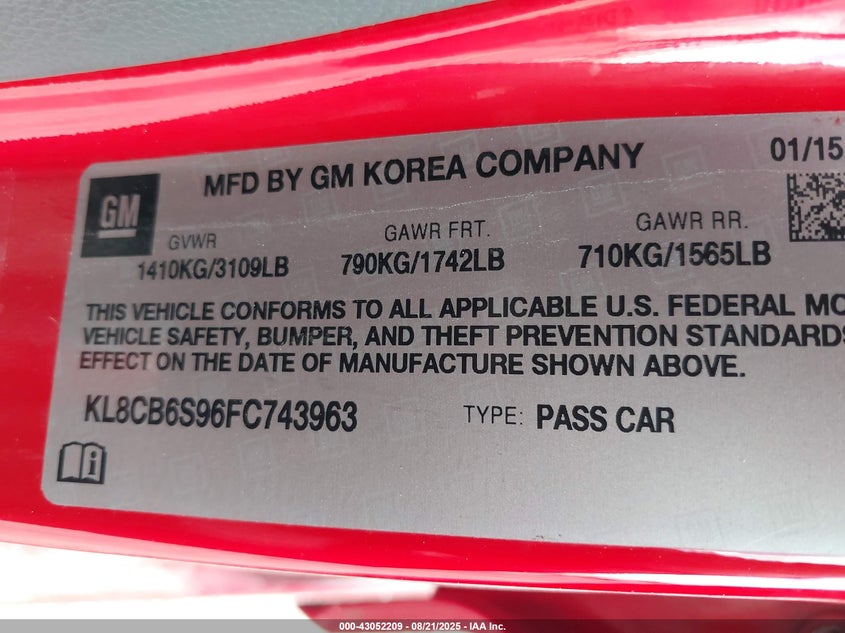 MFD BY GM KOREA COMPANY 01/15
GM
GVWR GAWR FRT. GAWR RR.
1410KG/3109LB 790KG/1742LB 710KG/1565LB
THIS VEHICLE CONFORMS TO ALL APPLICABLE U.S. FEDERAL MO
VEHICLE SAFETY, BUMPER, AND THEFT PREVENTION STANDARDS
EFFECT ON THE DATE OF MANUFACTURE SHOWN ABOVE.
KL8CB6S96FC743963 TYPE: PASS CAR
000-43052209 - 08/21/2025 - IAA Inc.